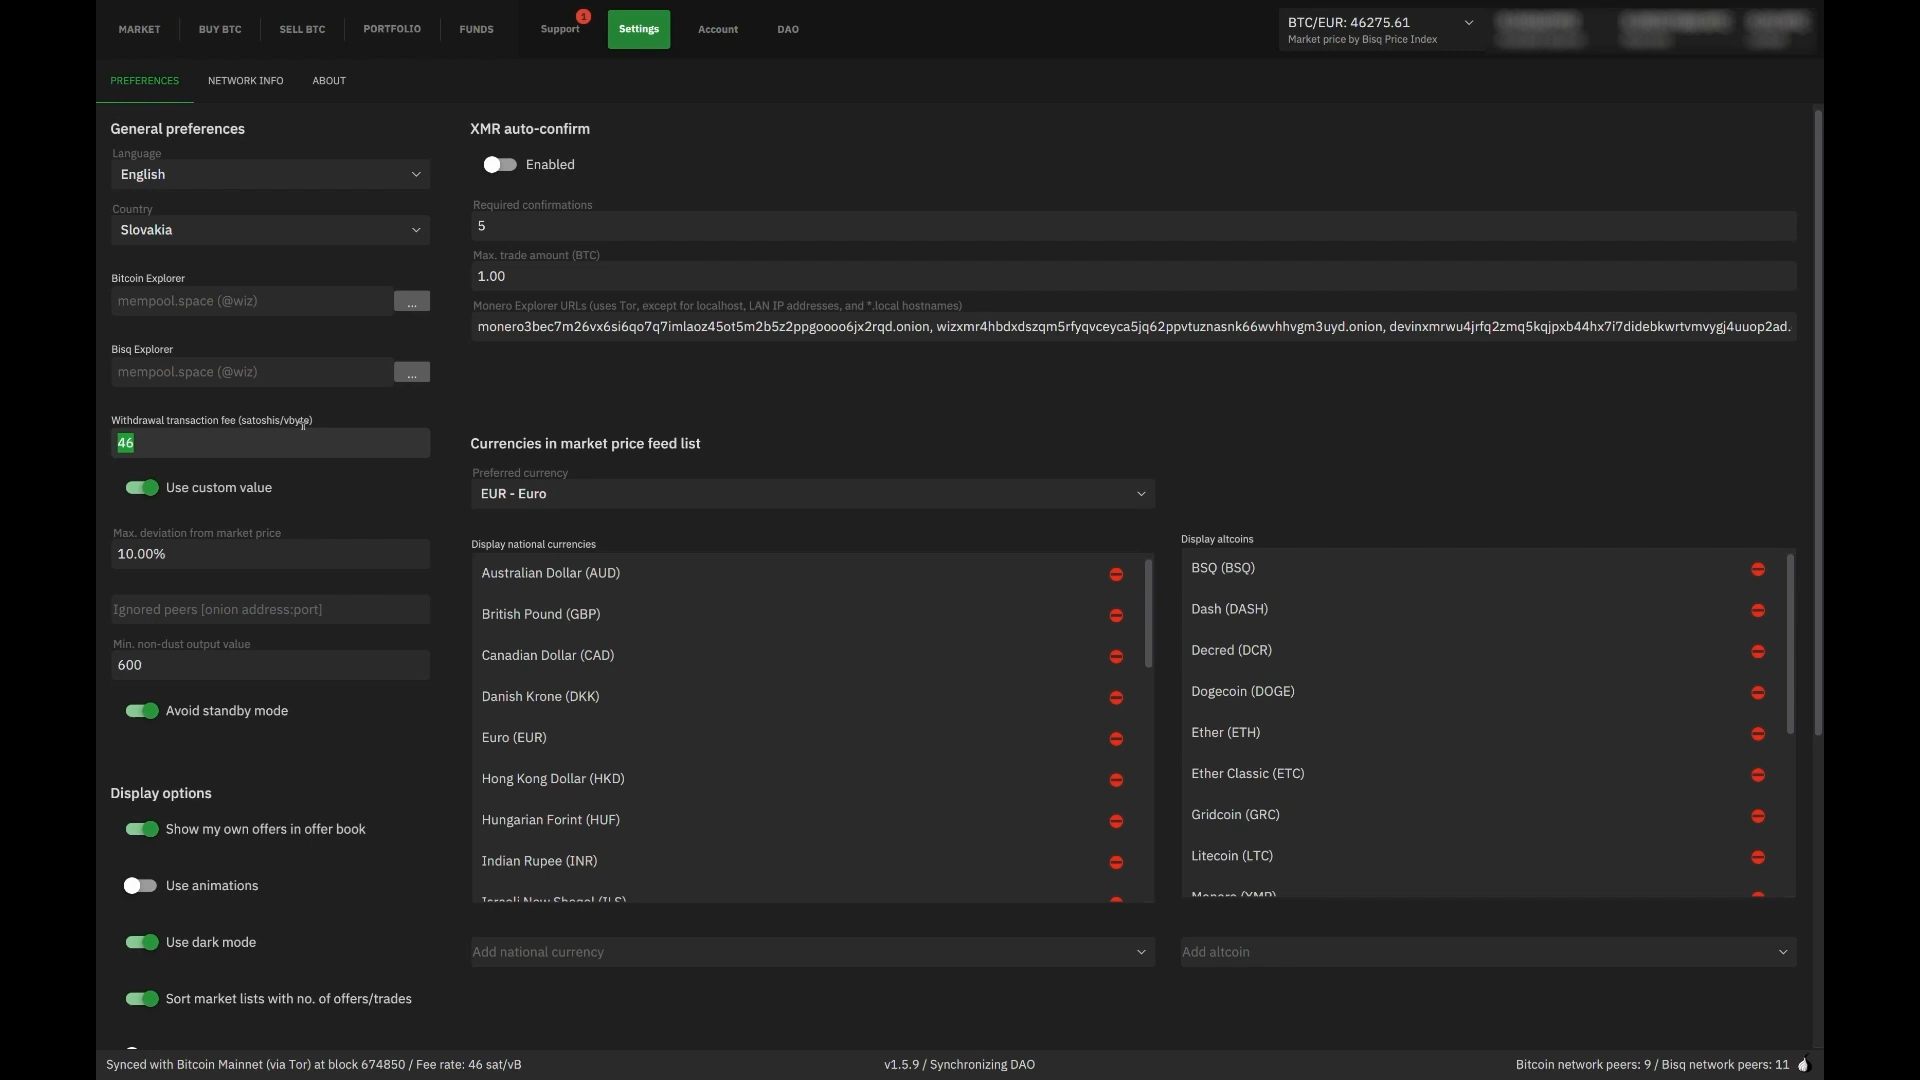 MARKET
BUY BTC
SELL BTC
PORTFOLIO
FUNDS
Support
1
Settings
Account
DAO
BTC/EUR: 46275.61
Market price by Bisq Price Index
PREFERENCES
NETWORK INFO
ABOUT
General preferences
Language
English
Country
Slovakia
Bitcoin Explorer
mempool.space (@wiz)
...
Bisq Explorer
mempool.space (@wiz)
...
Withdrawal transaction fee (satoshis/vbyte)
46
Use custom value
Max. deviation from market price
10.00%
Ignored peers [onion address:port]
Min. non-dust output value
600
Avoid standby mode
Display options
Show my own offers in offer book
Use animations
Use dark mode
Sort market lists with no. of offers/trades
XMR auto-confirm
Enabled
Required confirmations
5
Max. trade amount (BTC)
1.00
Monero Explorer URLs (uses Tor, except for localhost, LAN IP addresses, and *.local hostnames)
monero3bec7m26vx6si6qo7q7imlaoz45ot5m2b5z2ppgoooo6jx2rqd.onion, wizxmr4hbdxdszqm5rfyqvceyca5jq62ppvtuznasnk66wvhhvgm3uyd.onion, devinxmrwu4jrfq2zmq5kqjpxb44hx7i7didebkwrtvmvygj4uuop2ad.
Currencies in market price feed list
Preferred currency
EUR - Euro
Display national currencies
Australian Dollar (AUD)
British Pound (GBP)
Canadian Dollar (CAD)
Danish Krone (DKK)
Euro (EUR)
Hong Kong Dollar (HKD)
Hungarian Forint (HUF)
Indian Rupee (INR)
Israeli New Sheqel (ILS)
Add national currency
Display altcoins
BSQ (BSQ)
Dash (DASH)
Decred (DCR)
Dogecoin (DOGE)
Ether (ETH)
Ether Classic (ETC)
Gridcoin (GRC)
Litecoin (LTC)
Monero (XMR)
Add altcoin
Synced with Bitcoin Mainnet (via Tor) at block 674850 / Fee rate: 46 sat/vB
v1.5.9 / Synchronizing DAO
Bitcoin network peers: 9 / Bisq network peers: 11